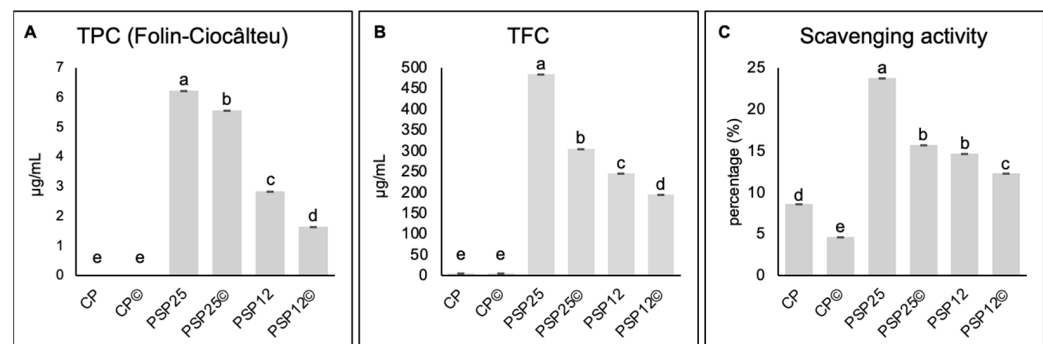 A TPC (Folin-Ciocâlteu)
µg/mL
7
6
5
4
3
2
1
0
e e a b c d
CP CP© PSP25 PSP25© PSP12 PSP12©
B TFC
µg/mL
500
450
400
350
300
250
200
150
100
50
0
e e a b c d
CP CP© PSP25 PSP25© PSP12 PSP12©
C Scavenging activity
percentage (%)
25
20
15
10
5
0
d e a b b c
CP CP© PSP25 PSP25© PSP12 PSP12©